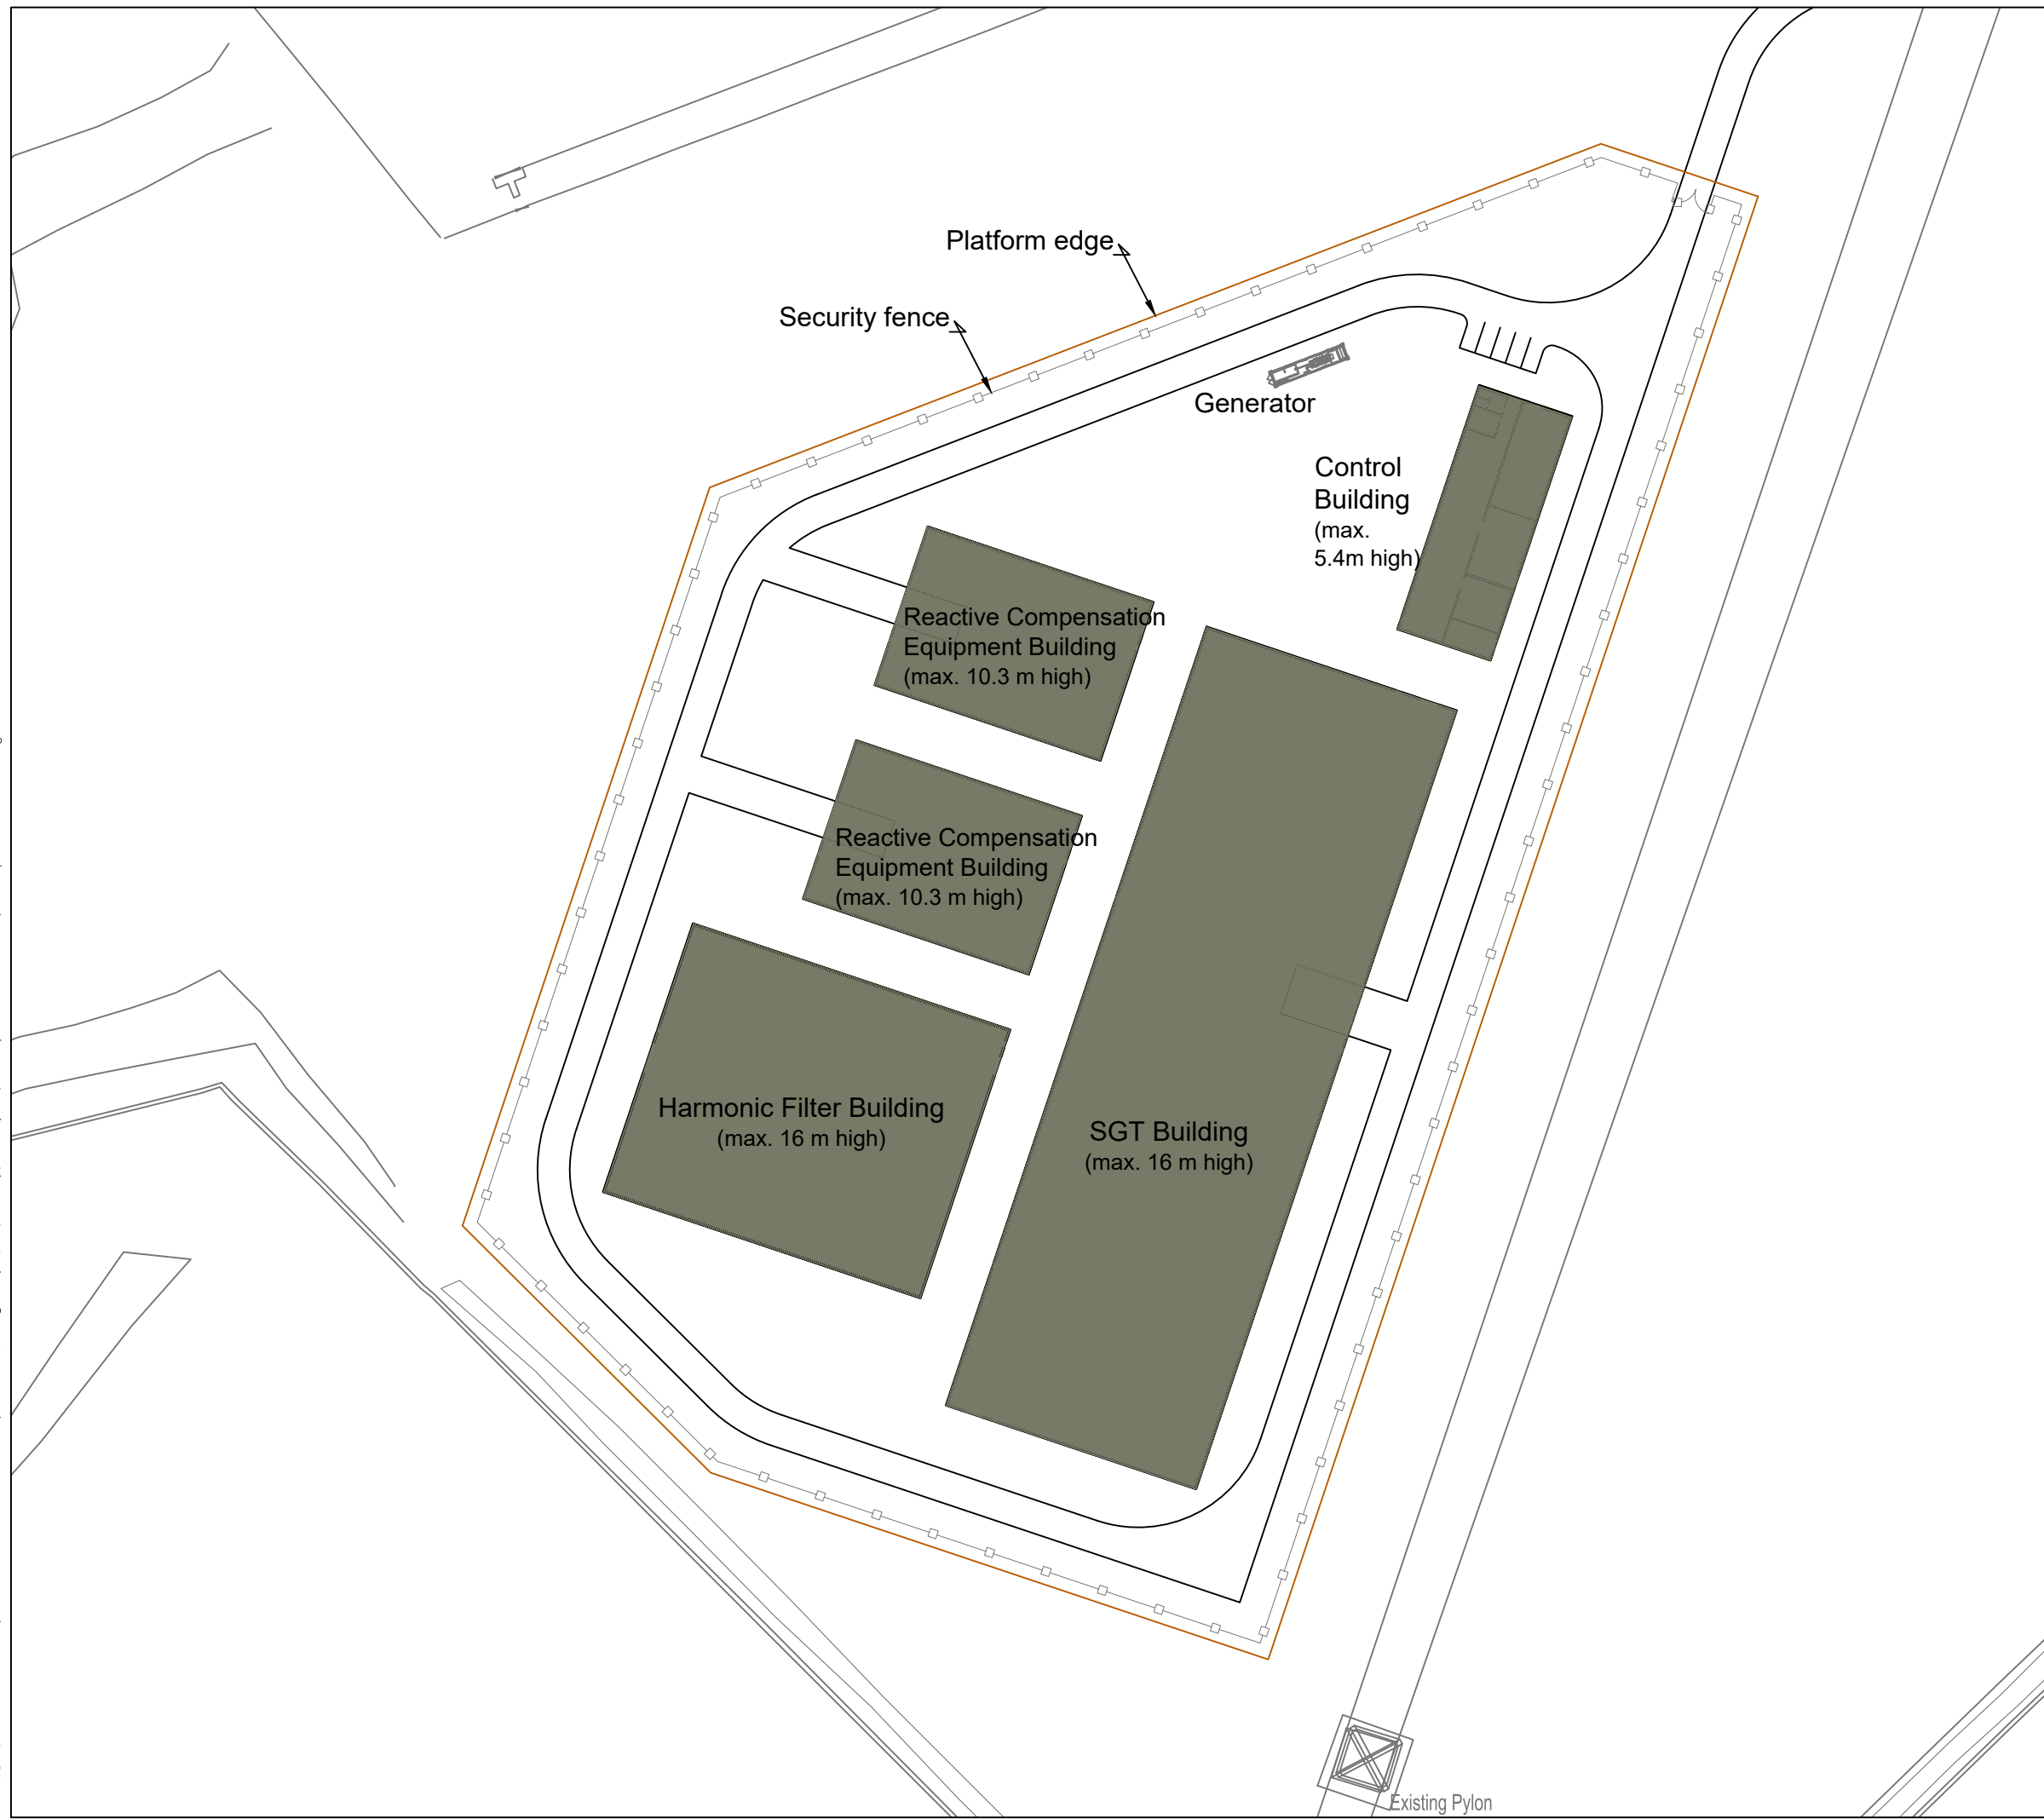 Platform edge
Security fence
Generator
Control
Building
(max.
5.4m high)
Reactive Compensation
Equipment Building
(max. 10.3 m high)
Reactive Compensation
Equipment Building
(max. 10.3 m high)
Harmonic Filter Building
(max. 16 m high)
SGT Building
(max. 16 m high)
Existing Pylon